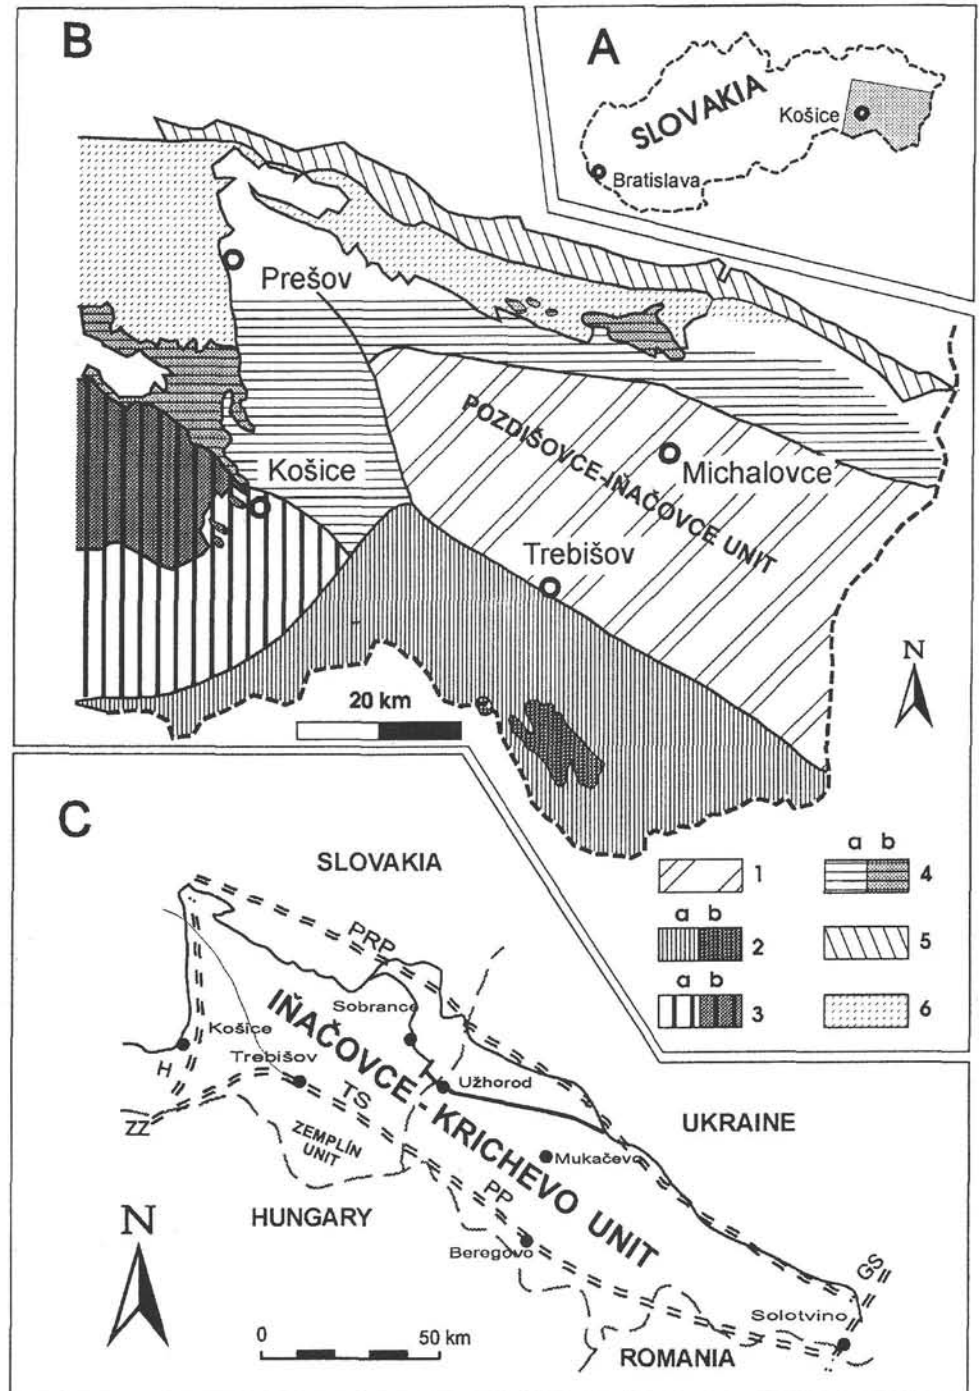 B
A
SLOVAKIA
Košice
Bratislava
Prešov
POZDIŠOVCE-IŇAČOVCE UNIT
Michalovce
Košice
Trebišov
N
20 km
a b
1
4
a b
2
5
a b
3
6
C
SLOVAKIA
PRP
Sobrance
Košice
IŇAČOVCE - KRICHEVO UNIT
H
Trebišov
TS
Užhorod
UKRAINE
ZZ
ZEMPLÍN
UNIT
Mukačevo
N
HUNGARY
PP
Beregovo
GS
Solotvino
0 50 km
ROMANIA